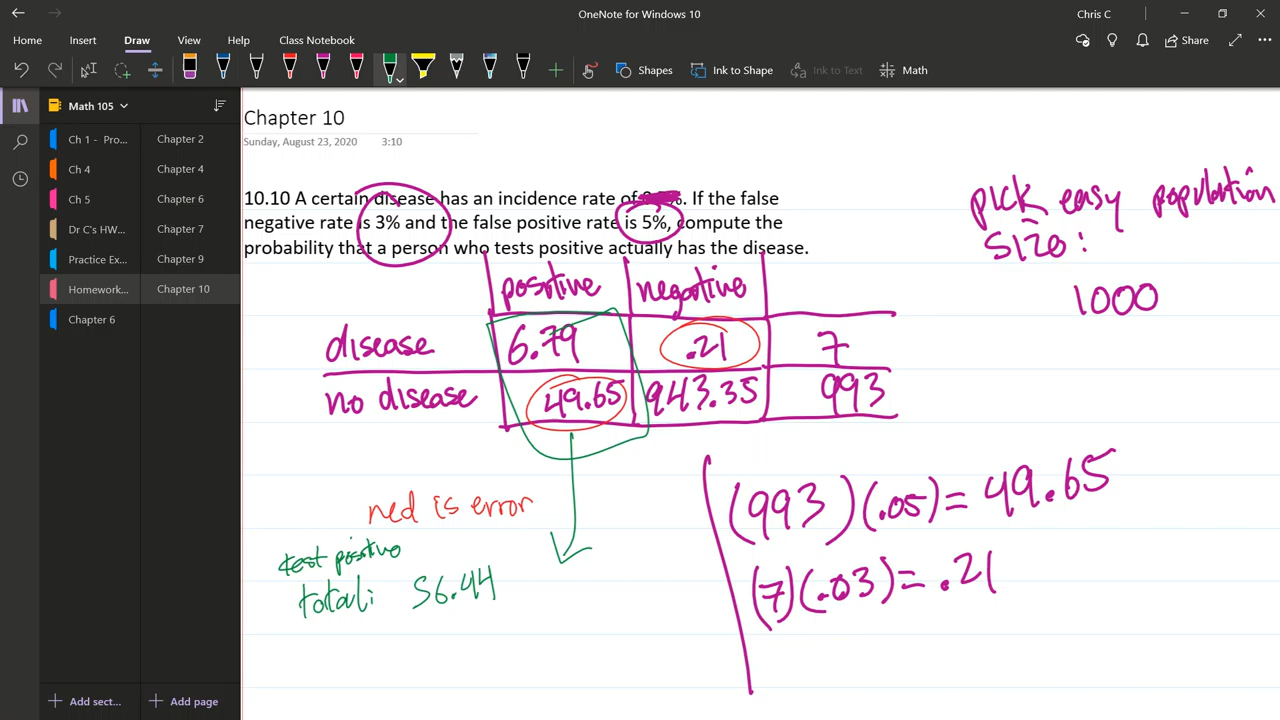 OneNote for Windows 10
Chris C
Home Insert Draw View Help Class Notebook
Share
Shapes Ink to Shape Ink to Text Math
Math 105
Ch 1 - Pro...
Ch 4
Ch 5
Dr C's HW...
Practice Ex...
Homework...
Chapter 6
Chapter 2
Chapter 4
Chapter 6
Chapter 7
Chapter 9
Chapter 10
Add sect...
Add page
Chapter 10
Sunday, August 23, 2020 3:10
10.10 A certain disease has an incidence rate of %. If the false
negative rate is 3% and the false positive rate is 5%, compute the
probability that a person who tests positive actually has the disease.
pick easy population
size:
1000
positive negative
disease 6.79 .21 7
no disease 49.65 943.35 993
(993)(.05)=49.65
(7)(.03)=.21
red is error
test positive
total: 56.44